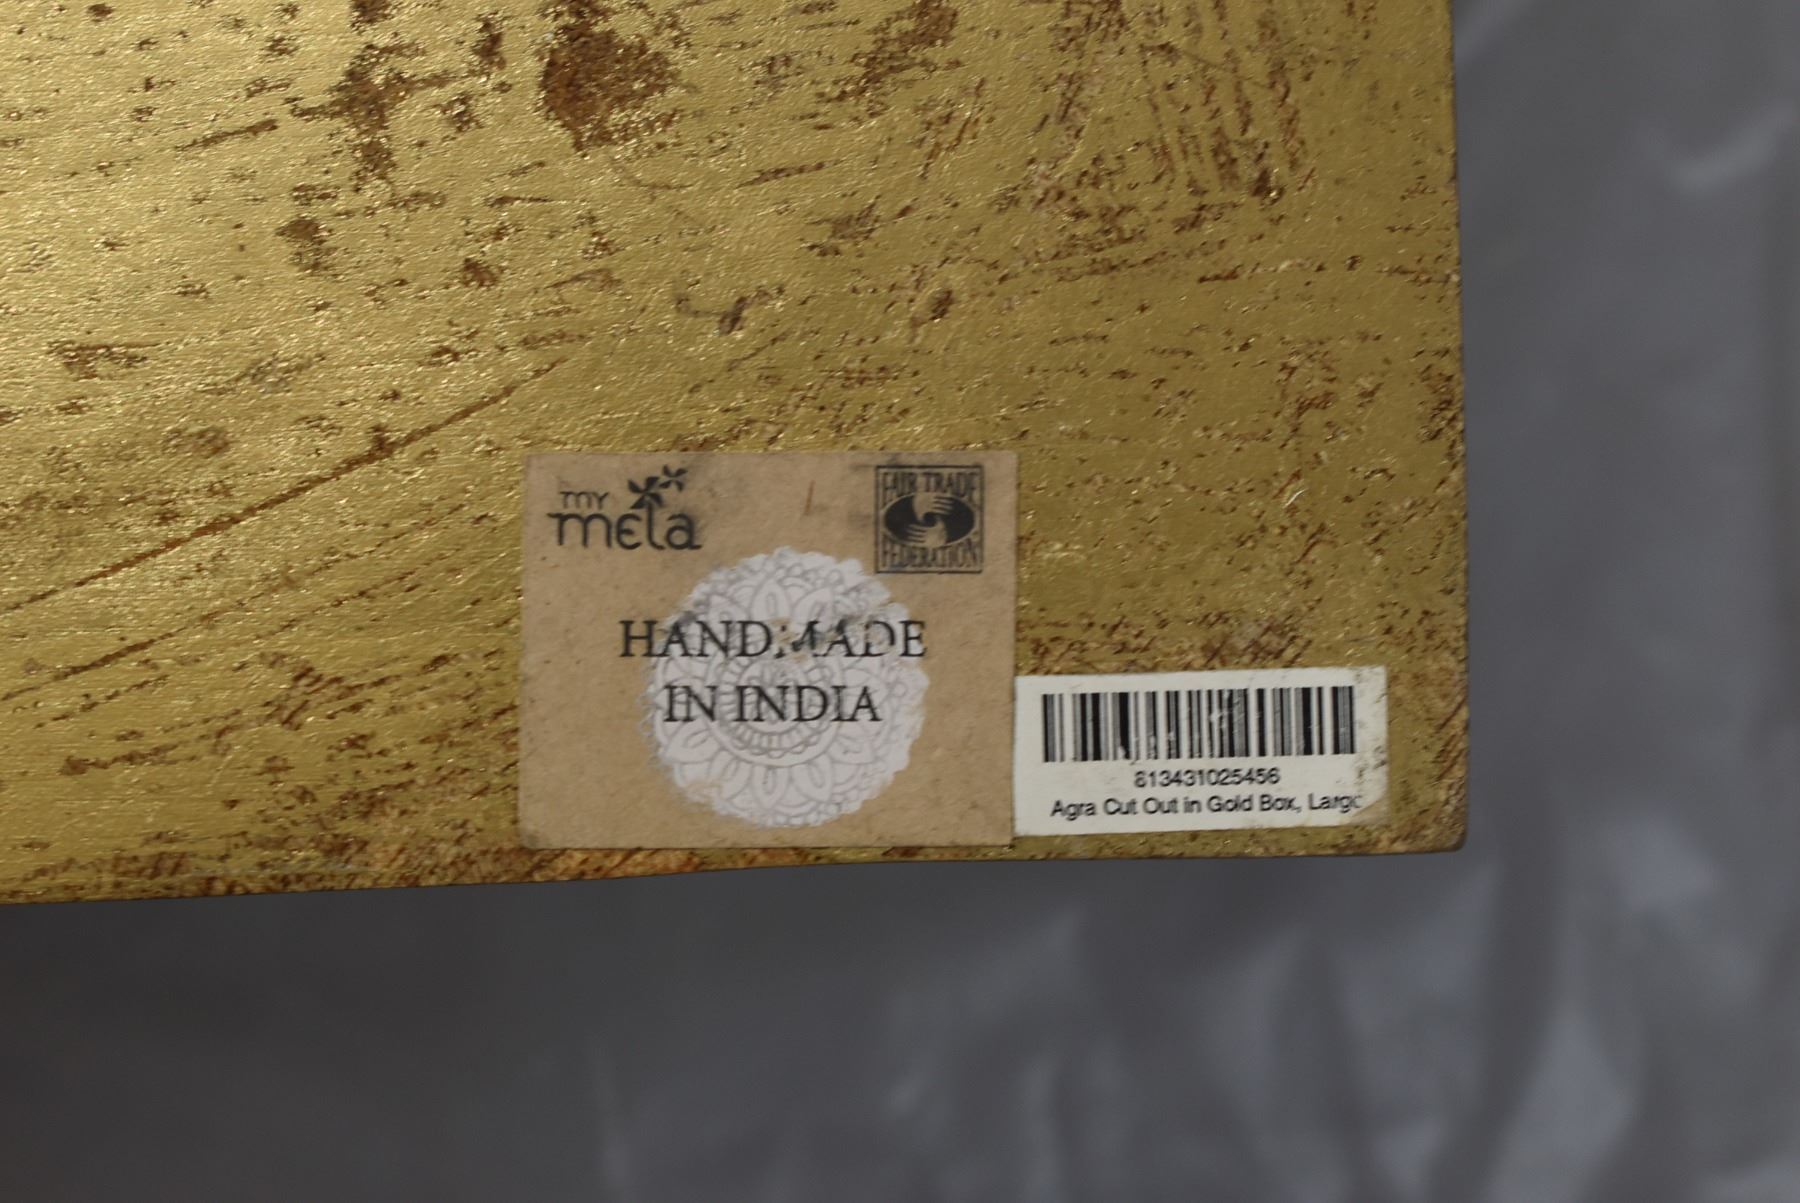 my
mela
FAIR TRADE
FEDERATION
HANDMADE
IN INDIA
813431025456
Agra Cut Out in Gold Box, Large